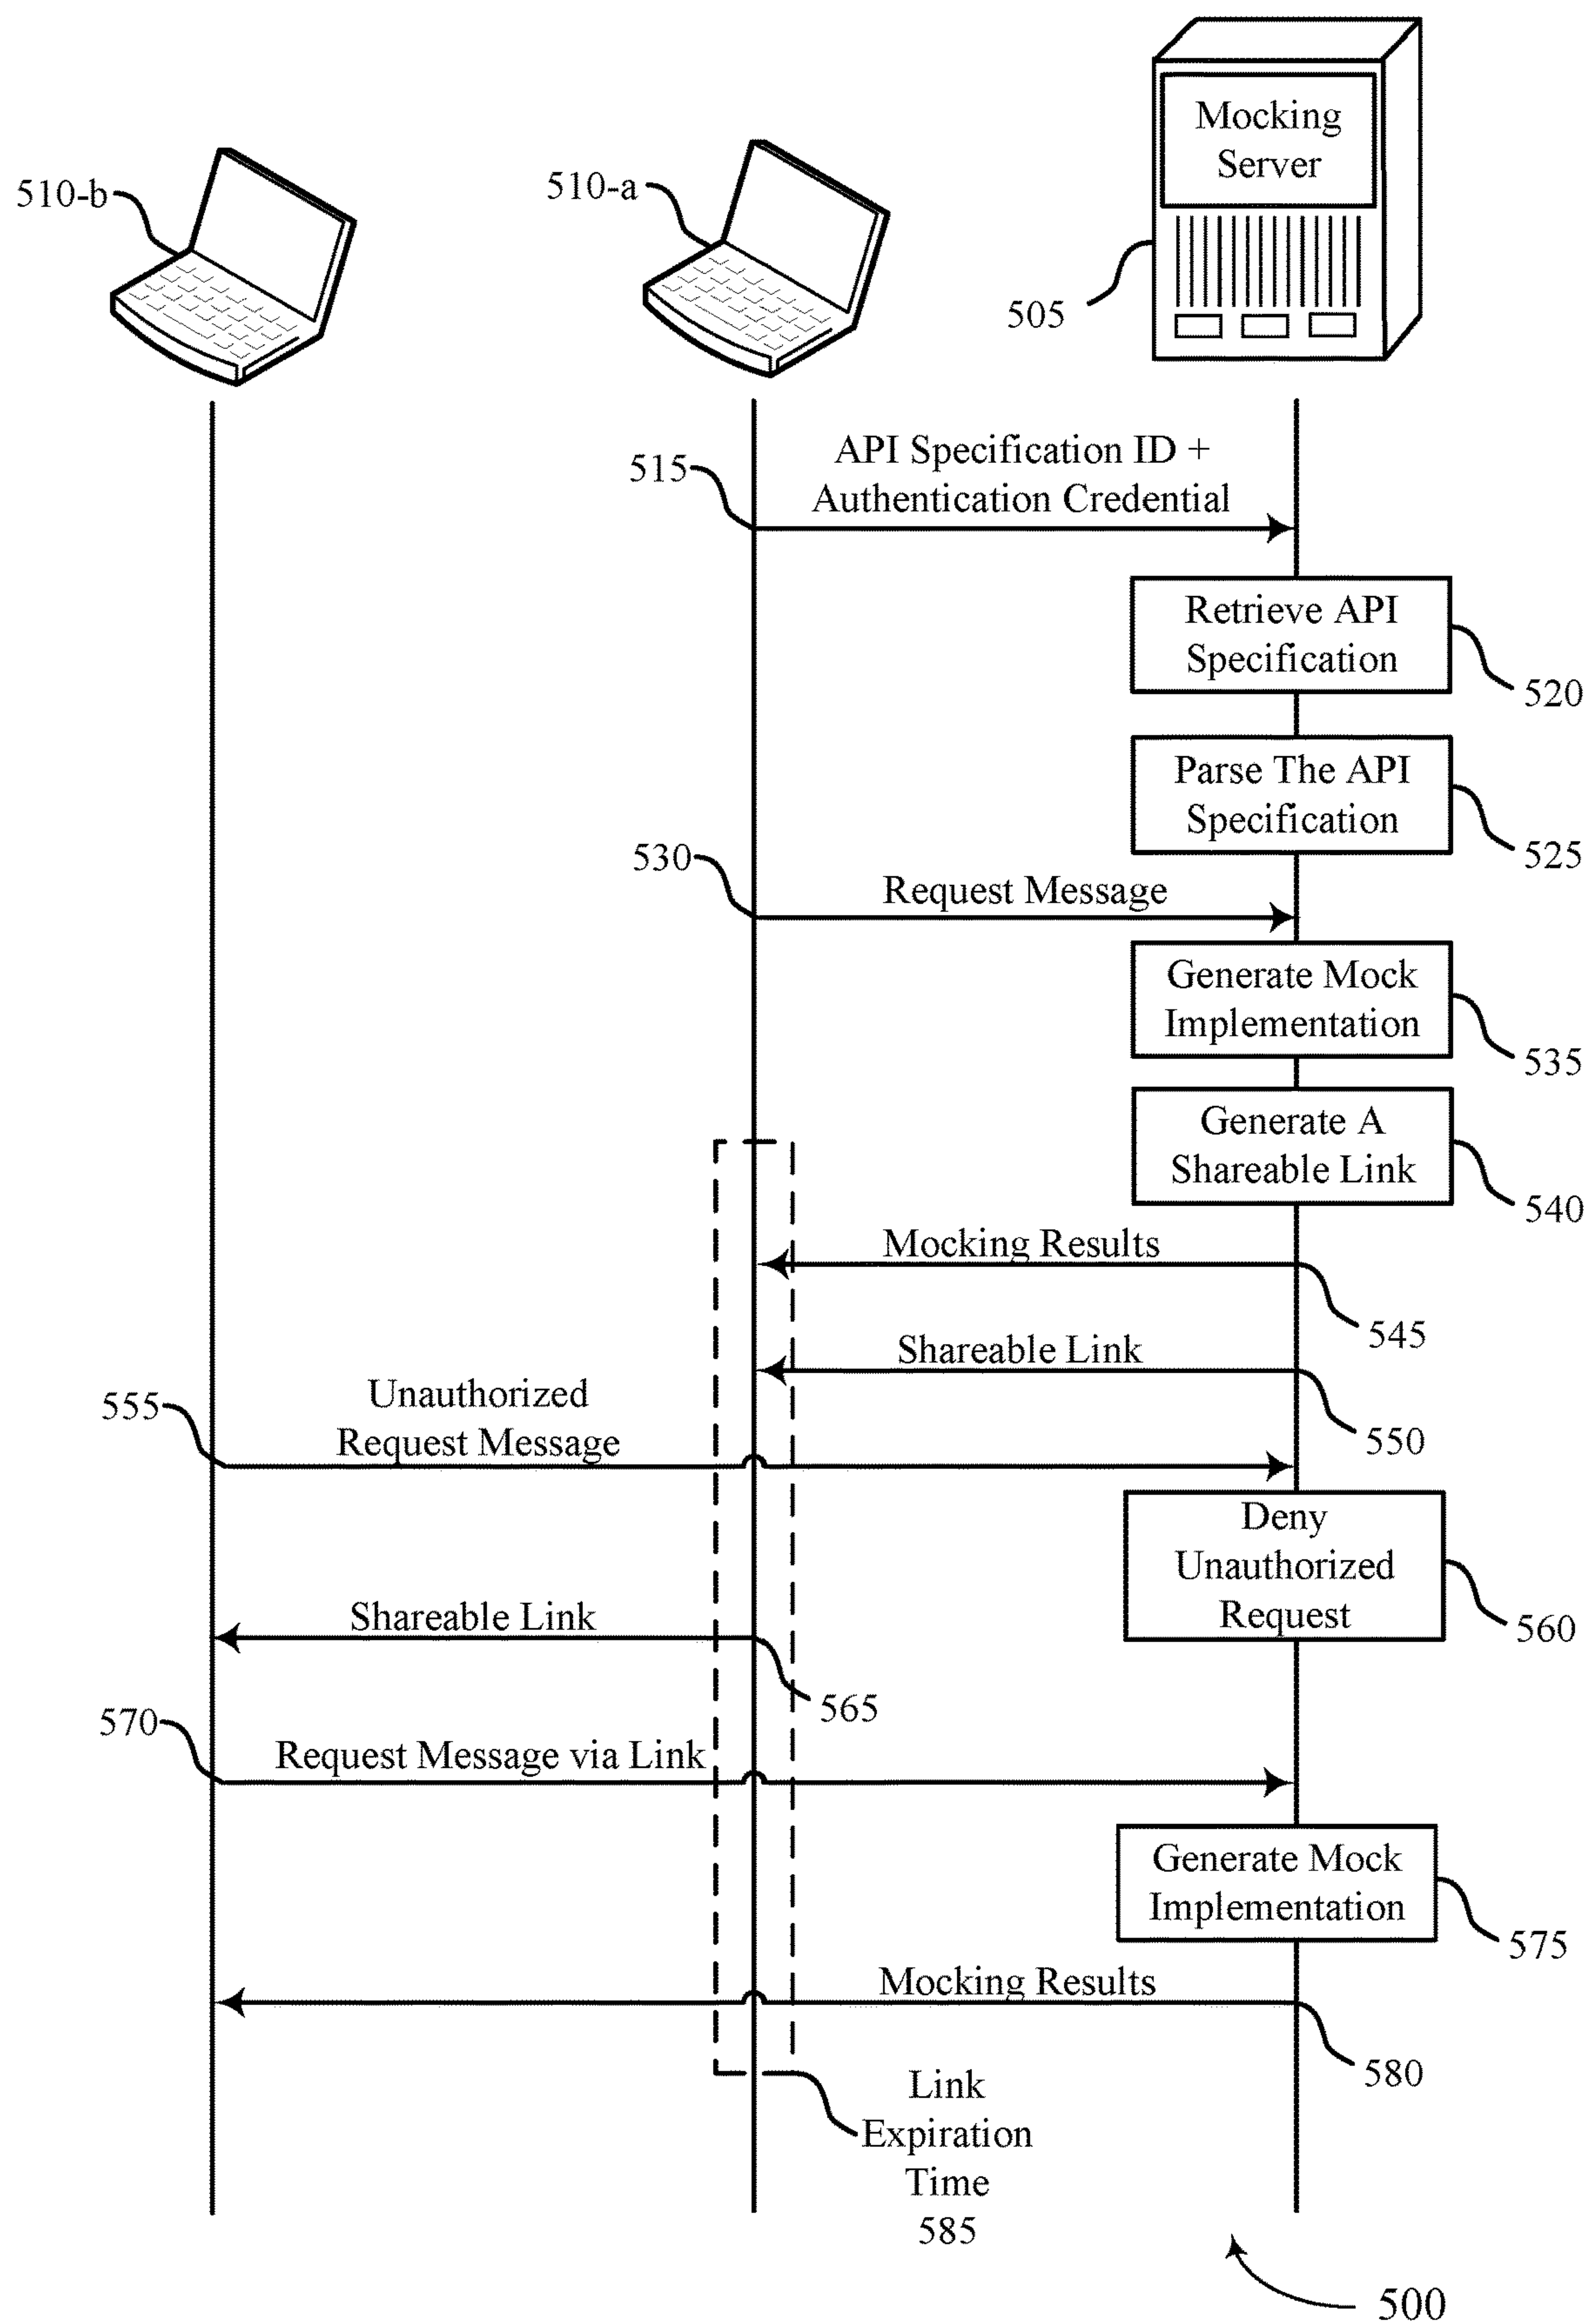 Mocking
Server
510-b
510-a
505
API Specification ID +
Authentication Credential
515
Retrieve API
Specification
520
Parse The API
Specification
525
530
Request Message
Generate Mock
Implementation
535
Generate A
Shareable Link
540
Mocking Results
545
Shareable Link
550
555
Unauthorized
Request Message
Deny
Unauthorized
Request
560
Shareable Link
565
570
Request Message via Link
Generate Mock
Implementation
575
Mocking Results
580
Link
Expiration
Time
585
500